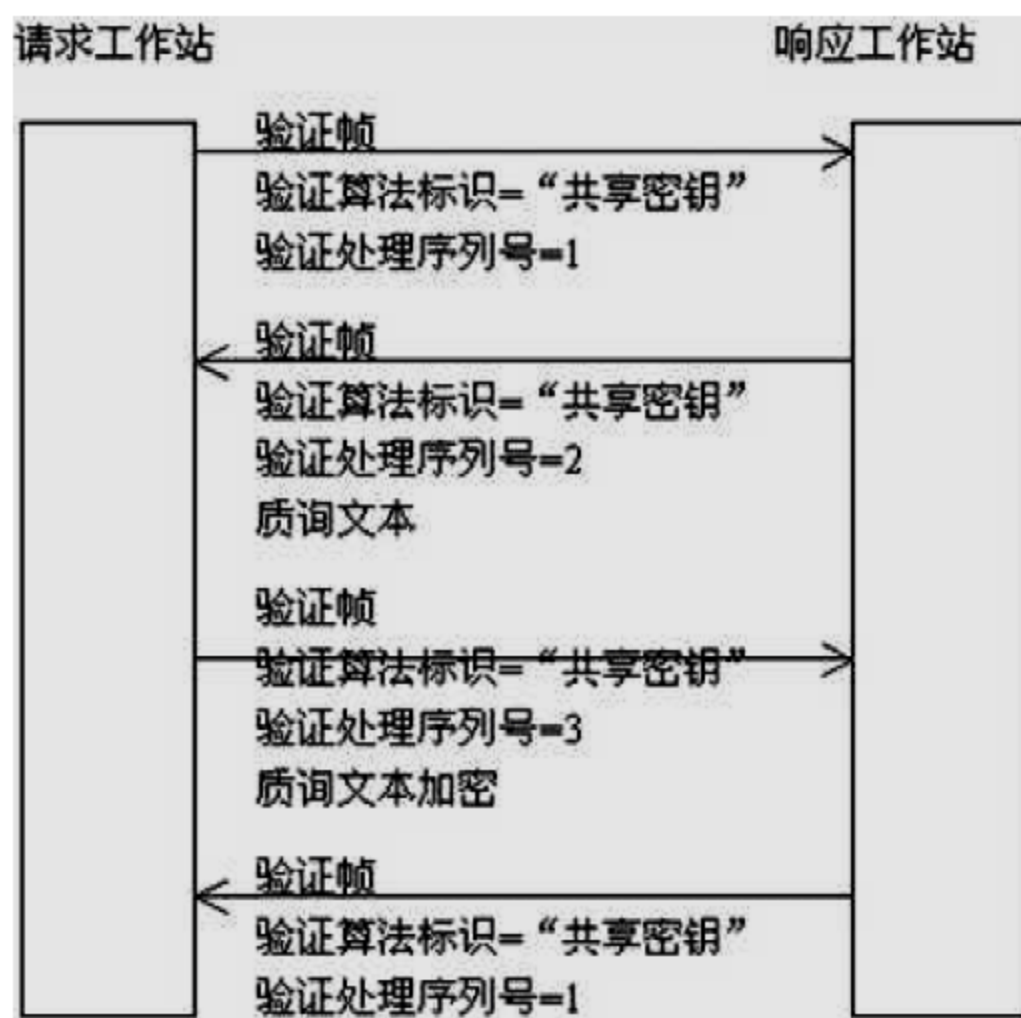 请求工作站
响应工作站
验证帧
验证算法标识=“共享密钥”
验证处理序列号=1
验证帧
验证算法标识=“共享密钥”
验证处理序列号=2
质询文本
验证帧
验证算法标识=“共享密钥”
验证处理序列号=3
质询文本加密
验证帧
验证算法标识=“共享密钥”
验证处理序列号=1